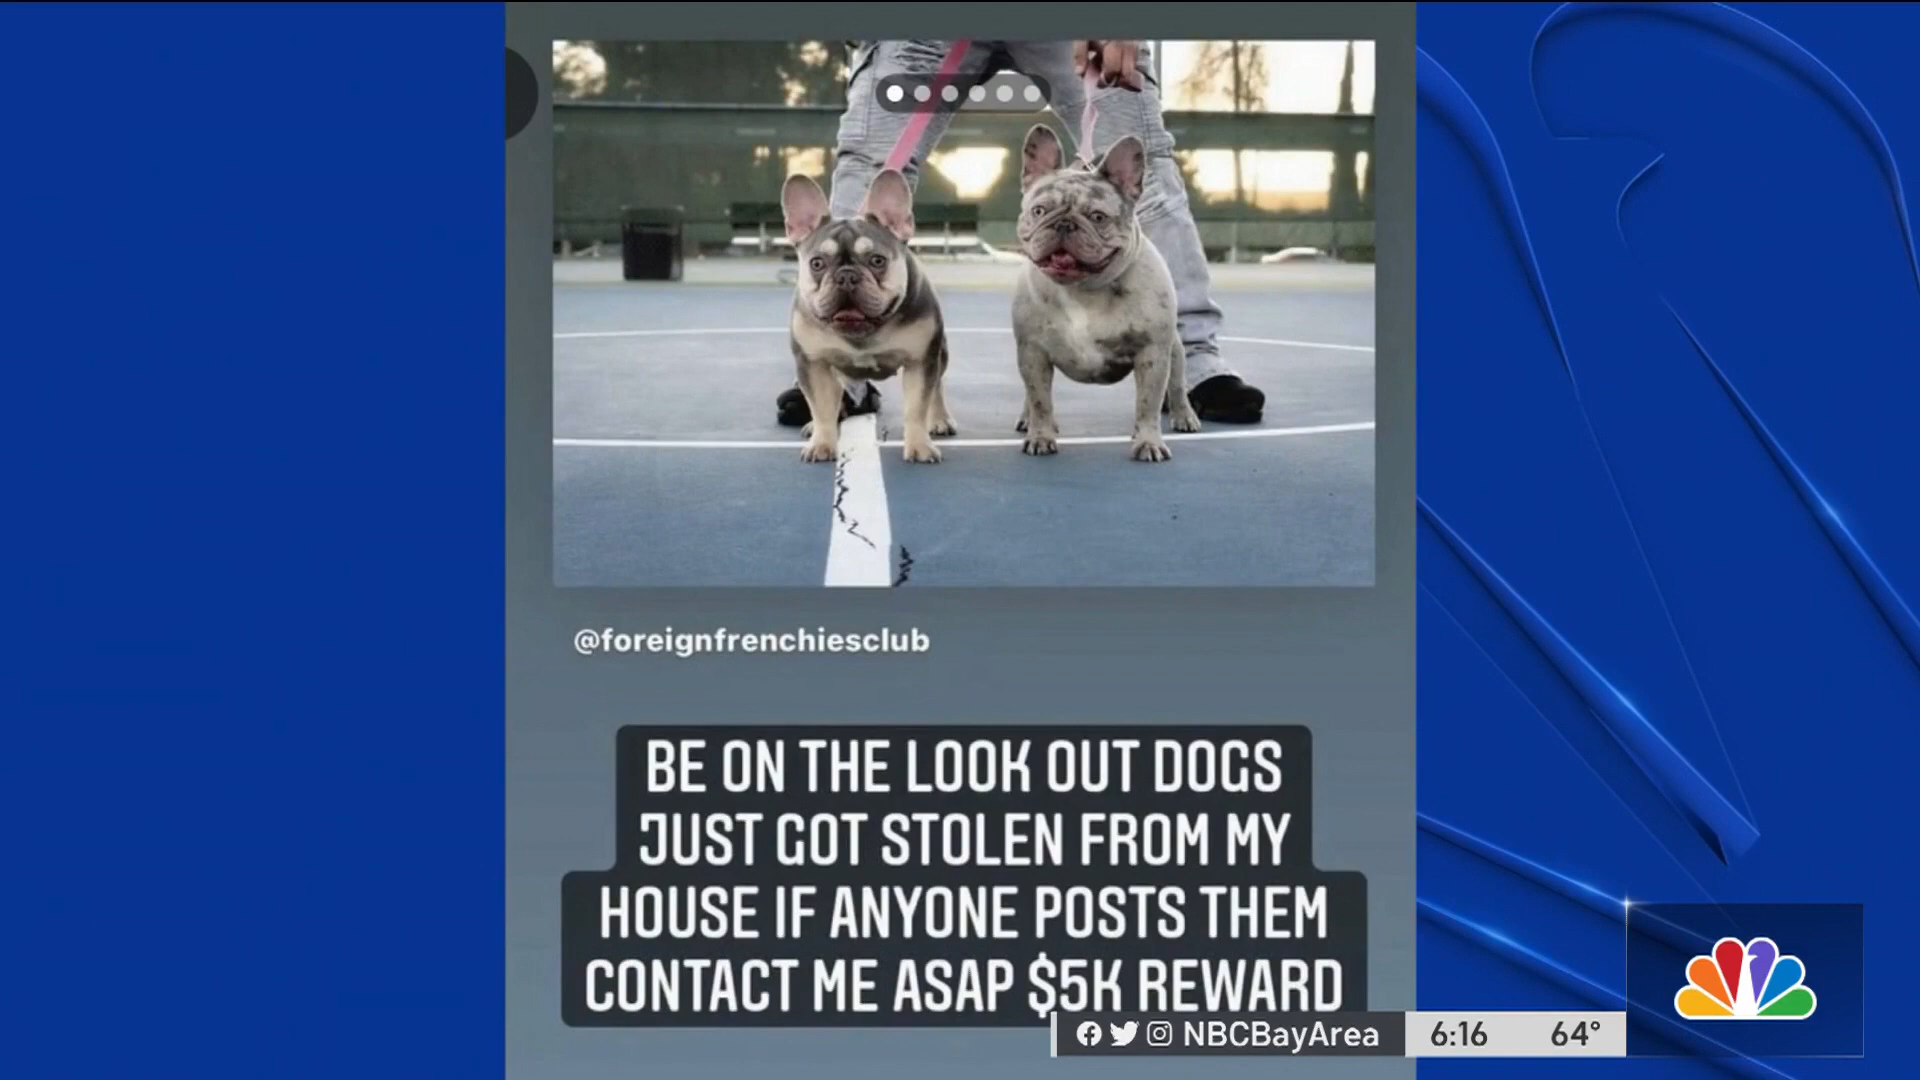 @foreignfrenchiesclub
BE ON THE LOOK OUT DOGS
JUST GOT STOLEN FROM MY
HOUSE IF ANYONE POSTS THEM
CONTACT ME ASAP $5K REWARD
NBCBayArea 6:16 64°